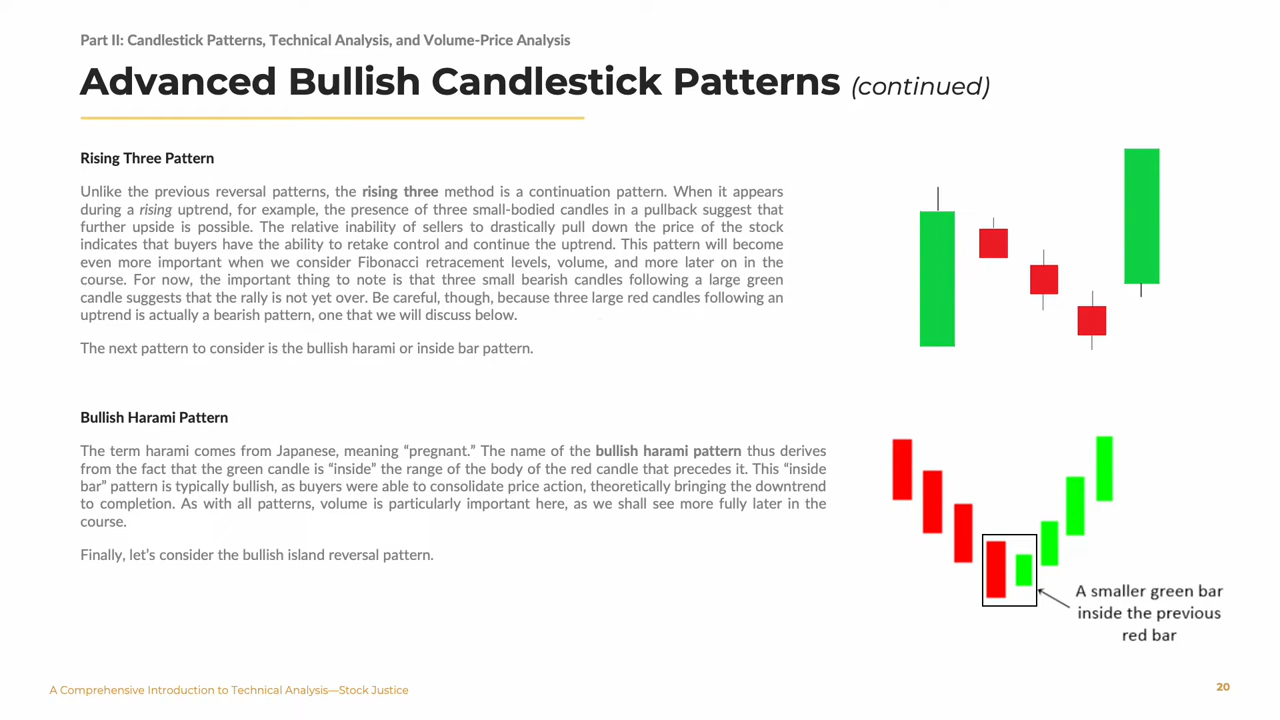 Part II: Candlestick Patterns, Technical Analysis, and Volume-Price Analysis
Advanced Bullish Candlestick Patterns (continued)
Rising Three Pattern
Unlike the previous reversal patterns, the rising three method is a continuation pattern. When it appears
during a rising uptrend, for example, the presence of three small-bodied candles in a pullback suggest that
further upside is possible. The relative inability of sellers to drastically pull down the price of the stock
indicates that buyers have the ability to retake control and continue the uptrend. This pattern will become
even more important when we consider Fibonacci retracement levels, volume, and more later on in the
course. For now, the important thing to note is that three small bearish candles following a large green
candle suggests that the rally is not yet over. Be careful, though, because three large red candles following an
uptrend is actually a bearish pattern, one that we will discuss below.
The next pattern to consider is the bullish harami or inside bar pattern.
Bullish Harami Pattern
The term harami comes from Japanese, meaning “pregnant.” The name of the bullish harami pattern thus derives
from the fact that the green candle is “inside” the range of the body of the red candle that precedes it. This “inside
bar” pattern is typically bullish, as buyers were able to consolidate price action, theoretically bringing the downtrend
to completion. As with all patterns, volume is particularly important here, as we shall see more fully later in the
course.
Finally, let’s consider the bullish island reversal pattern.
A smaller green bar
inside the previous
red bar
A Comprehensive Introduction to Technical Analysis—Stock Justice
20